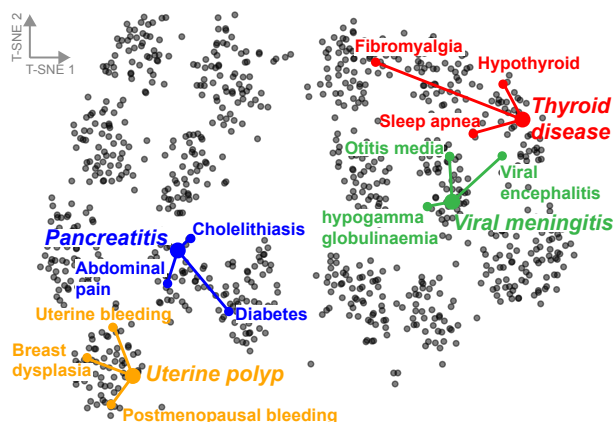 T-SNE 2
T-SNE 1
Fibromyalgia
Hypothyroid
Thyroid
disease
Sleep apnea
Otitis media
Viral
encephalitis
hypogamma
globulinaemia
Viral meningitis
Pancreatitis
Cholelithiasis
Abdominal
pain
Diabetes
Uterine bleeding
Breast
dysplasia
Uterine polyp
Postmenopausal bleeding